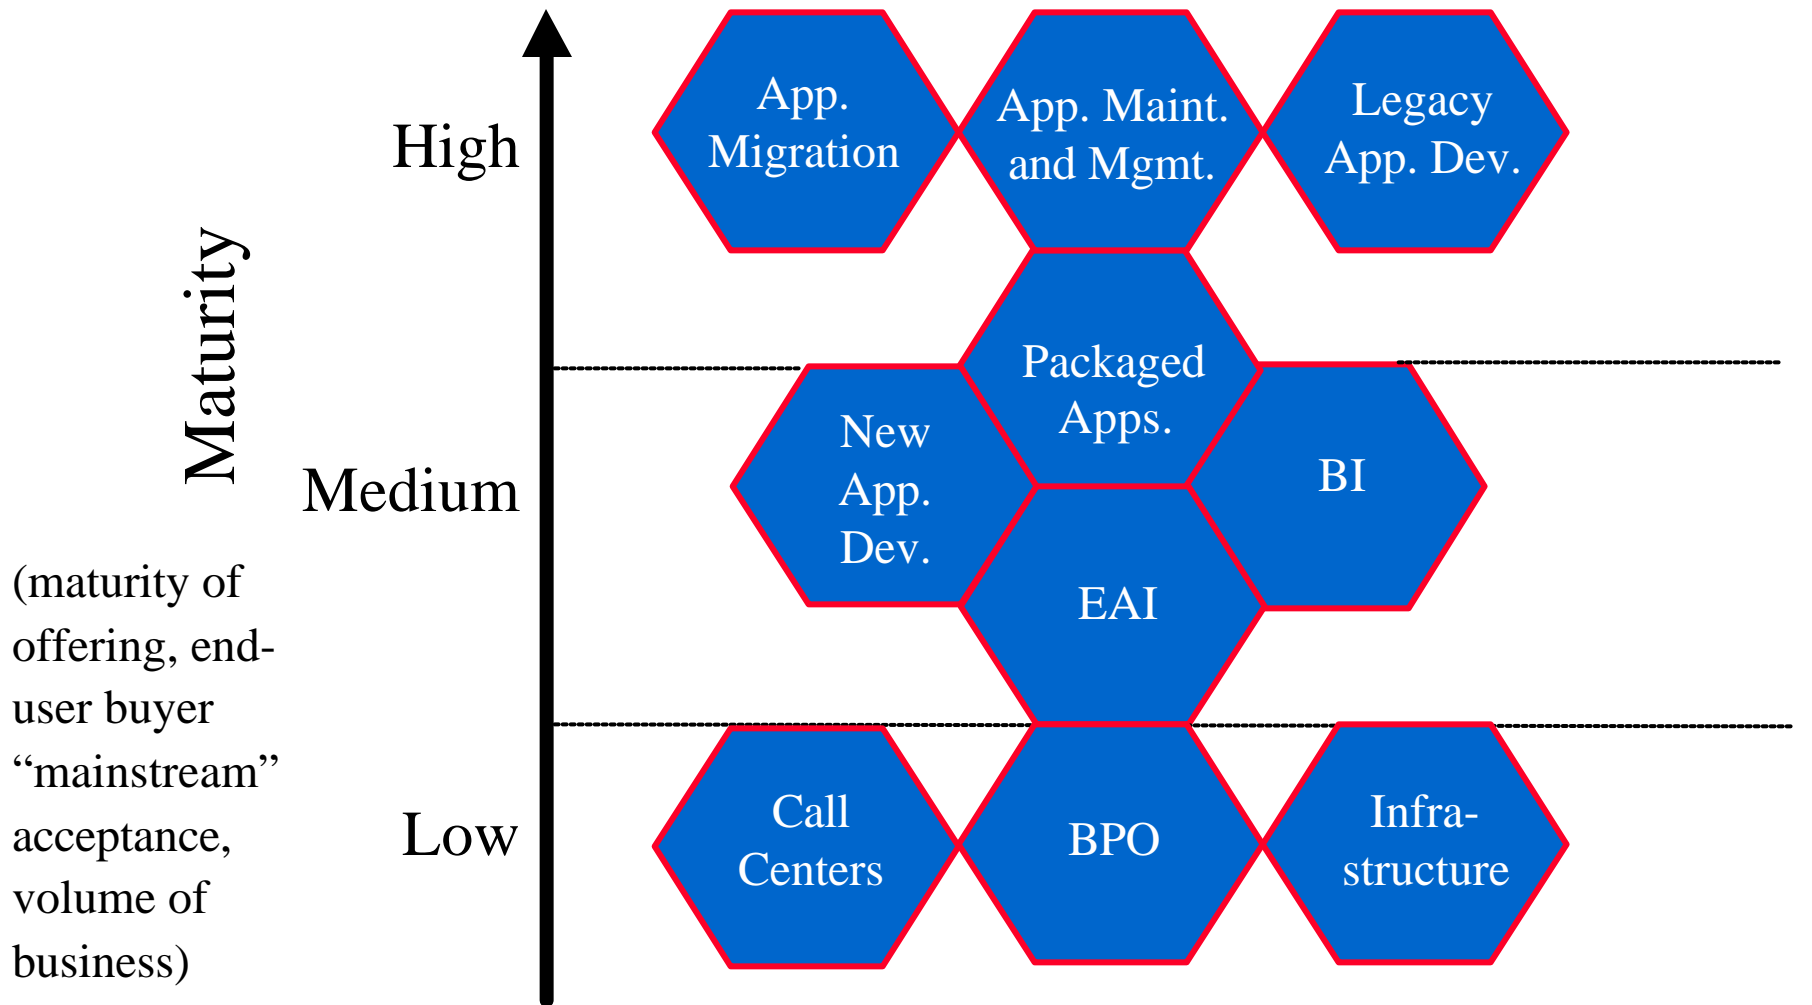 Maturity
(maturity of
offering, end-
user buyer
“mainstream”
acceptance,
volume of
business)
High
Medium
Low
App.
Migration
App. Maint.
and Mgmt.
Legacy
App. Dev.
Packaged
Apps.
New
App.
Dev.
BI
EAI
Call
Centers
BPO
Infra-
structure